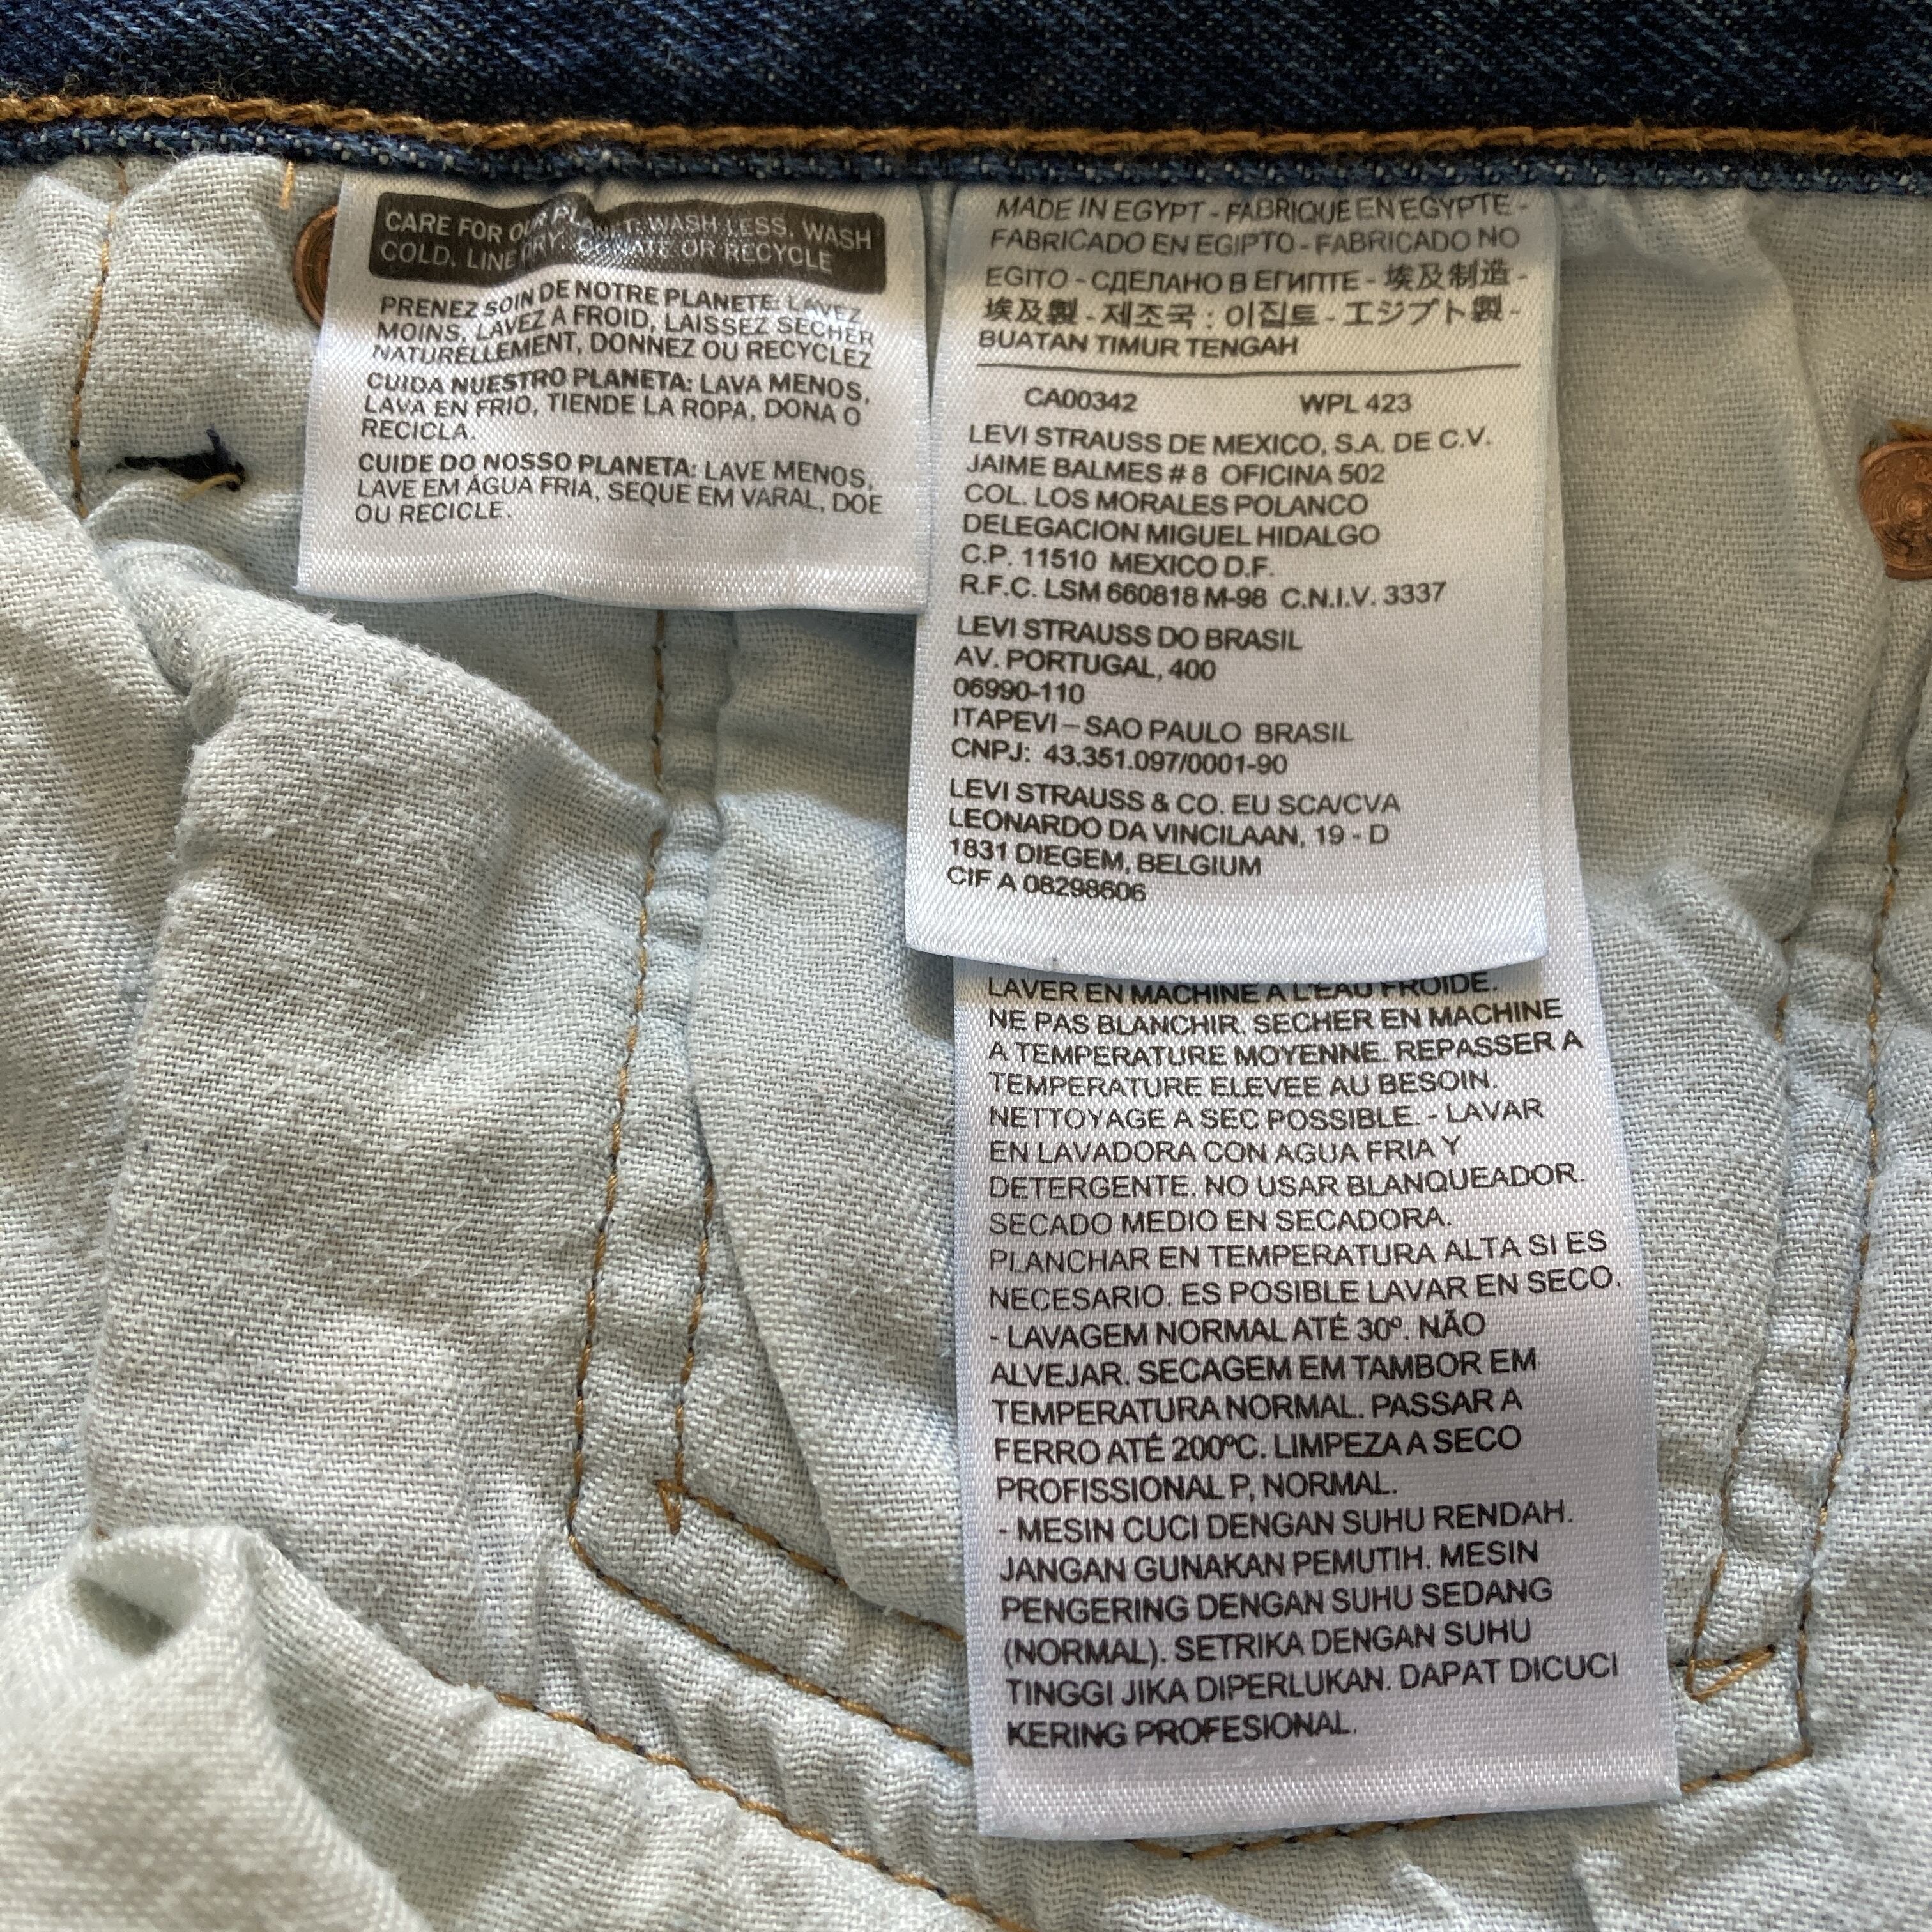 CARE FOR OUR PLANET: WASH LESS, WASH
COLD, LINE DRY, DONATE OR RECYCLE
PRENEZ SOIN DE NOTRE PLANETE: LAVEZ
MOINS, LAVEZ À FROID, LAISSEZ SÉCHER
NATURELLEMENT, DONNEZ OU RECYCLEZ
CUIDA NUESTRO PLANETA: LAVA MENOS,
LAVA EN FRIO, TIENDE LA ROPA, DONA O
RECICLA.
CUIDE DO NOSSO PLANETA: LAVE MENOS,
LAVE EM ÁGUA FRIA, SEQUE EM VARAL, DOE
OU RECICLE.
MADE IN EGYPT - FABRIQUE EN EGYPTE -
FABRICADO EN EGIPTO - FABRICADO NO
EGITO - СДЕЛАНО В ЕГИПТЕ - 埃及制造 -
埃及製 - 제조국 : 이집트 - エジプト製 -
BUATAN TIMUR TENGAH
CA00342 WPL 423
LEVI STRAUSS DE MEXICO, S.A. DE C.V.
JAIME BALMES # 8 OFICINA 502
COL. LOS MORALES POLANCO
DELEGACION MIGUEL HIDALGO
C.P. 11510 MEXICO D.F.
R.F.C. LSM 660818 M-98 C.N.I.V. 3337
LEVI STRAUSS DO BRASIL
AV. PORTUGAL, 400
06990-110
ITAPEVI – SAO PAULO BRASIL
CNPJ: 43.351.097/0001-90
LEVI STRAUSS & CO. EU SCA/CVA
LEONARDO DA VINCILAAN, 19 - D
1831 DIEGEM, BELGIUM
CIF A 08298606
LAVER EN MACHINE A L'EAU FROIDE.
NE PAS BLANCHIR. SECHER EN MACHINE
A TEMPERATURE MOYENNE. REPASSER A
TEMPERATURE ELEVEE AU BESOIN.
NETTOYAGE A SEC POSSIBLE. - LAVAR
EN LAVADORA CON AGUA FRIA Y
DETERGENTE. NO USAR BLANQUEADOR.
SECADO MEDIO EN SECADORA.
PLANCHAR EN TEMPERATURA ALTA SI ES
NECESARIO. ES POSIBLE LAVAR EN SECO.
- LAVAGEM NORMAL ATÉ 30º. NÃO
ALVEJAR. SECAGEM EM TAMBOR EM
TEMPERATURA NORMAL. PASSAR A
FERRO ATÉ 200ºC. LIMPEZA A SECO
PROFISSIONAL P, NORMAL.
- MESIN CUCI DENGAN SUHU RENDAH.
JANGAN GUNAKAN PEMUTIH. MESIN
PENGERING DENGAN SUHU SEDANG
(NORMAL). SETRIKA DENGAN SUHU
TINGGI JIKA DIPERLUKAN. DAPAT DICUCI
KERING PROFESIONAL.